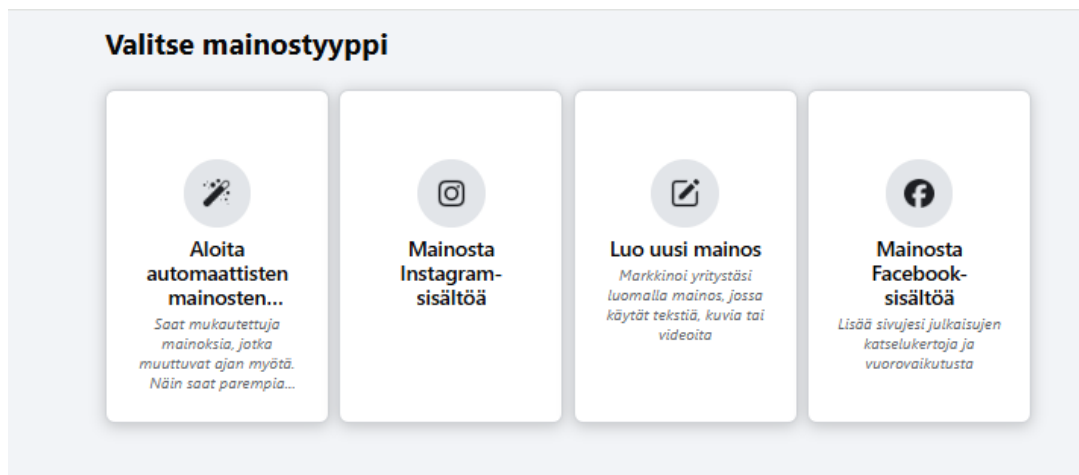 Valitse mainostyyppi
Aloita
automaattisten
mainosten...
Saat mukautettuja
mainoksia, jotka
muuttuvat ajan myötä.
Näin saat parempia...
Mainosta
Instagram-
sisältöä
Luo uusi mainos
Markkinoi yritystäsi
luomalla mainos, jossa
käytät tekstiä, kuvia tai
videoita
Mainosta
Facebook-
sisältöä
Lisää sivujesi julkaisujen
katselukertoja ja
vuorovaikutusta